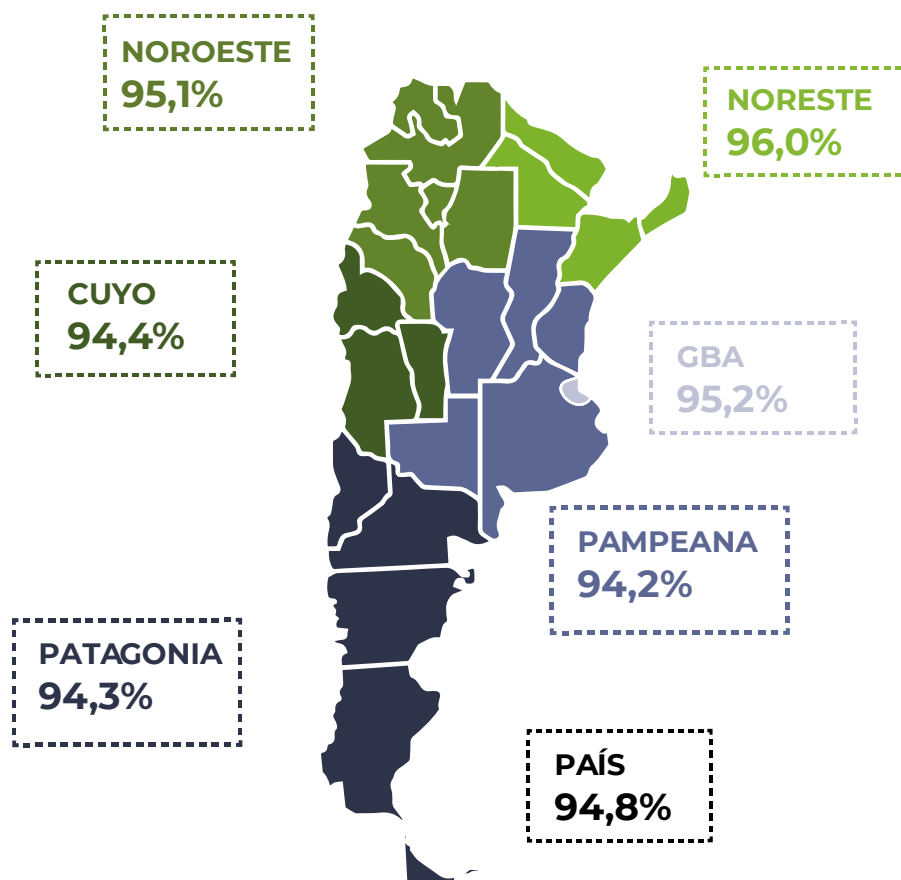 NOROESTE
95,1%
NORESTE
96,0%
CUYO
94,4%
GBA
95,2%
PAMPEANA
94,2%
PATAGONIA
94,3%
PAÍS
94,8%